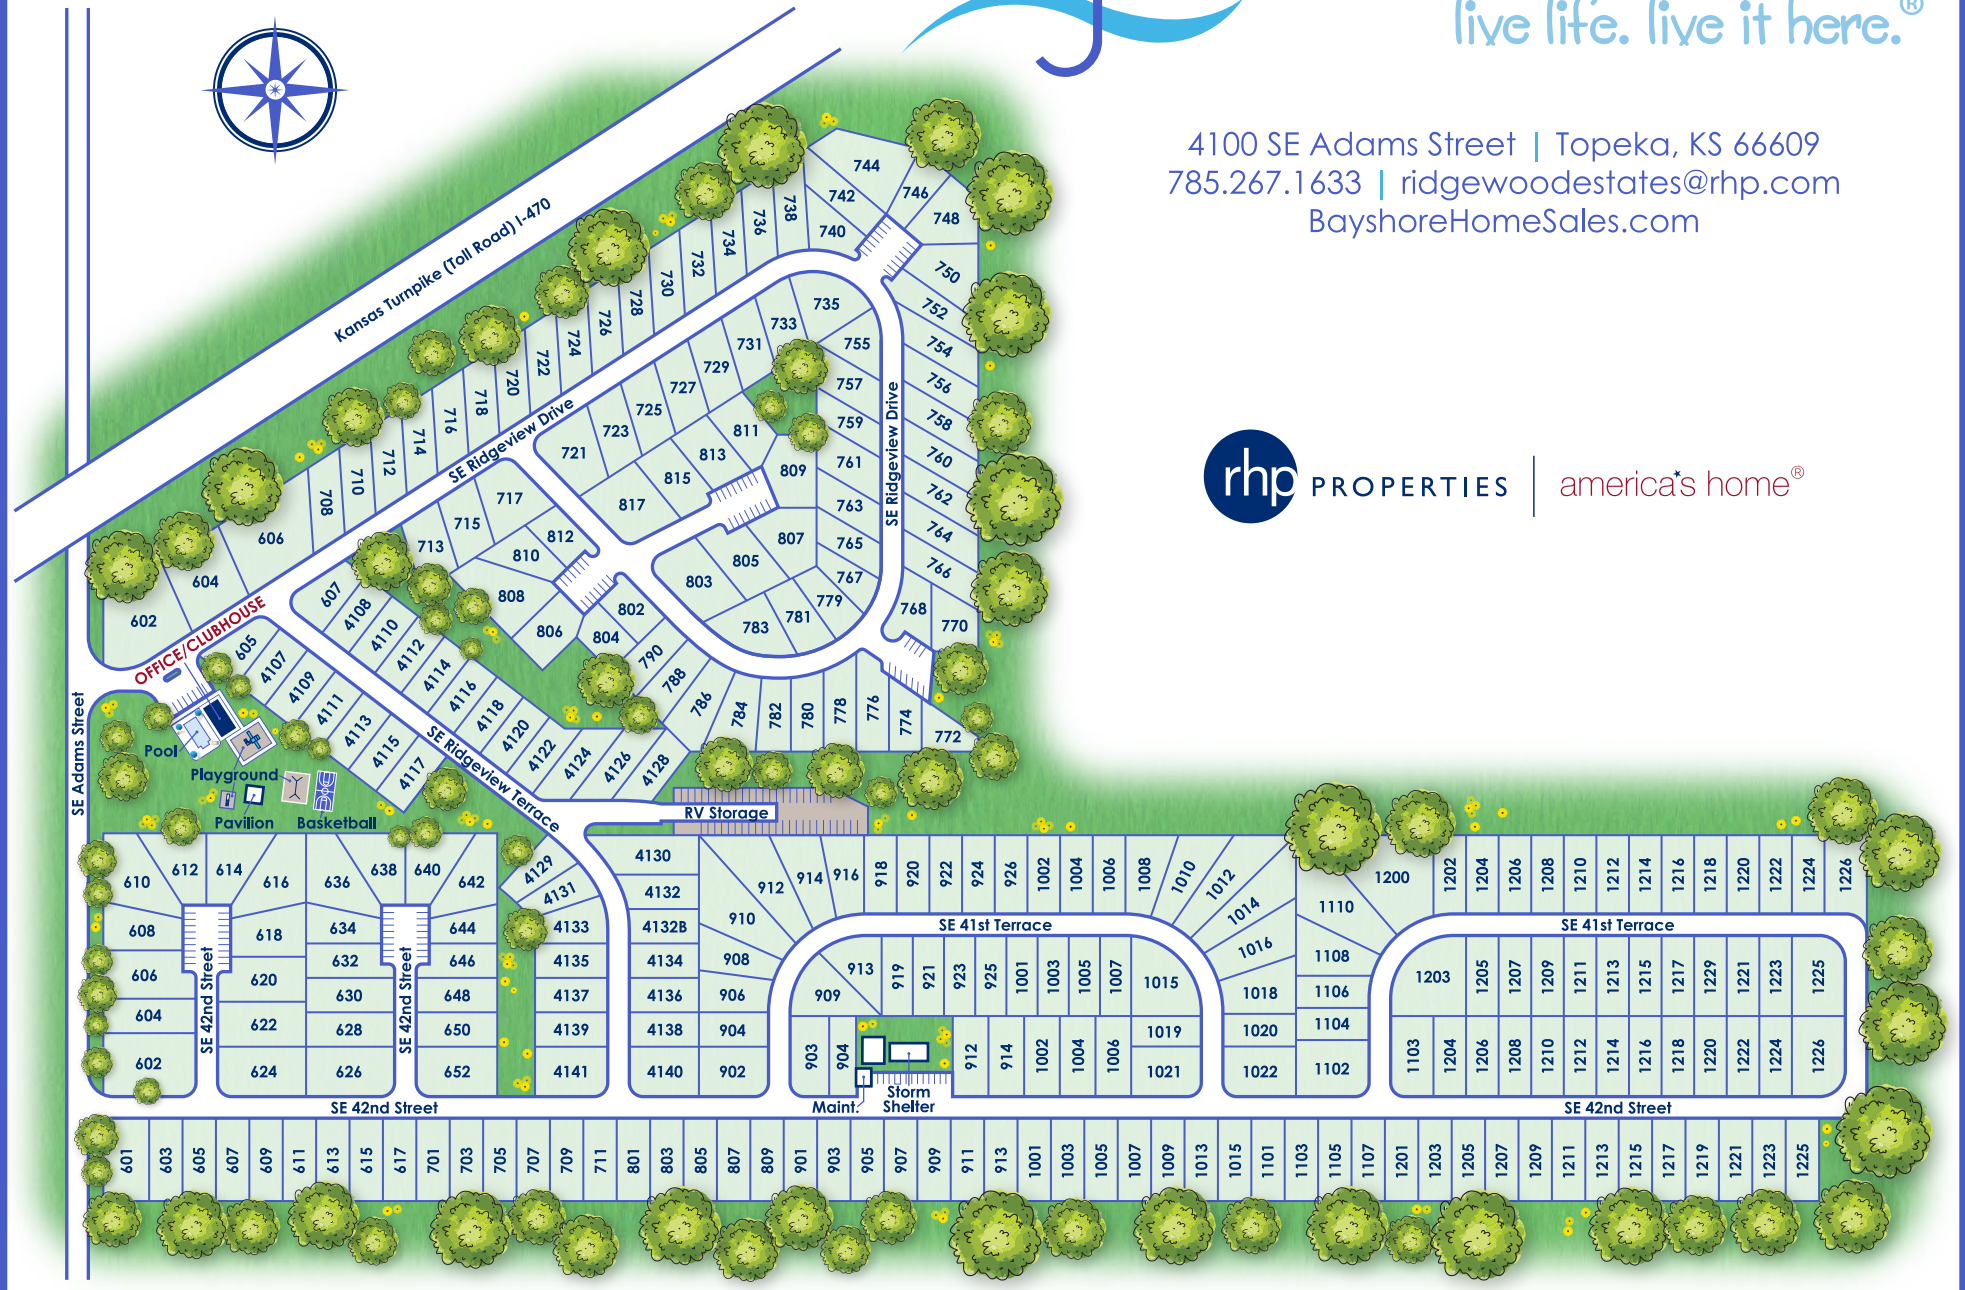 live life. live it here.®
4100 SE Adams Street | Topeka, KS 66609
785.267.1633 | ridgewoodestates@rhp.com
BayshoreHomeSales.com
rhp PROPERTIES | america's home®
Kansas Turnpike (Toll Road) I-470
SE Adams Street
SE Ridgeview Drive
SE Ridgeview Drive
SE Ridgeview Terrace
OFFICE/CLUBHOUSE
Pool
Playground
Pavilion
Basketball
RV Storage
602 604 606 708 710 712 714 716 718 720 722 724 726 728 730 732 734 736 738 740 742 744 746 748
750 752 754 756 758 760 762 764 766 768 770 772 774 776 778 780 782 784 786 788 790
721 723 725 727 729 731 733 735
755 757 759 761 763 765 767 779 781 783
811 813 815 817 809 807 805 803
713 715 717 812 810 808 806 804 802
607 4108 4110 4112 4114 4116 4118 4120 4122 4124 4126 4128
605 4107 4109 4111 4113 4115 4117
4129 4131 4133 4135 4137 4139 4141
4130 4132 4132B 4134 4136 4138 4140
610 612 614 616 636 638 640 642
608 618 634 644
606 620 632 646
604 622 630 628 648 650
602 624 626 652
SE 42nd Street
SE 42nd Street
912 914 916 918 920 922 924 926 1002 1004 1006 1008 1010 1012 1014 1016 1018 1020 1022
910 908 906 904 902
SE 41st Terrace
909 913 919 921 923 925 1001 1003 1005 1007 1015
903 904 912 914 1002 1004 1006 1019 1021
Maint.
Storm
Shelter
1110 1108 1106 1104 1102
1200 1202 1204 1206 1208 1210 1212 1214 1216 1218 1220 1222 1224 1226
SE 41st Terrace
1203 1205 1207 1209 1211 1213 1215 1217 1229 1221 1223 1225
1103 1204 1206 1208 1210 1212 1214 1216 1218 1220 1222 1224 1226
SE 42nd Street
SE 42nd Street
601 603 605 607 609 611 613 615 617 701 703 705 707 709 711 801 803 805 807 809 901 903 905 907 909 911 913 1001 1003 1005 1007 1009 1013 1015 1101 1103 1105 1107 1201 1203 1205 1207 1209 1211 1213 1215 1217 1219 1221 1223 1225